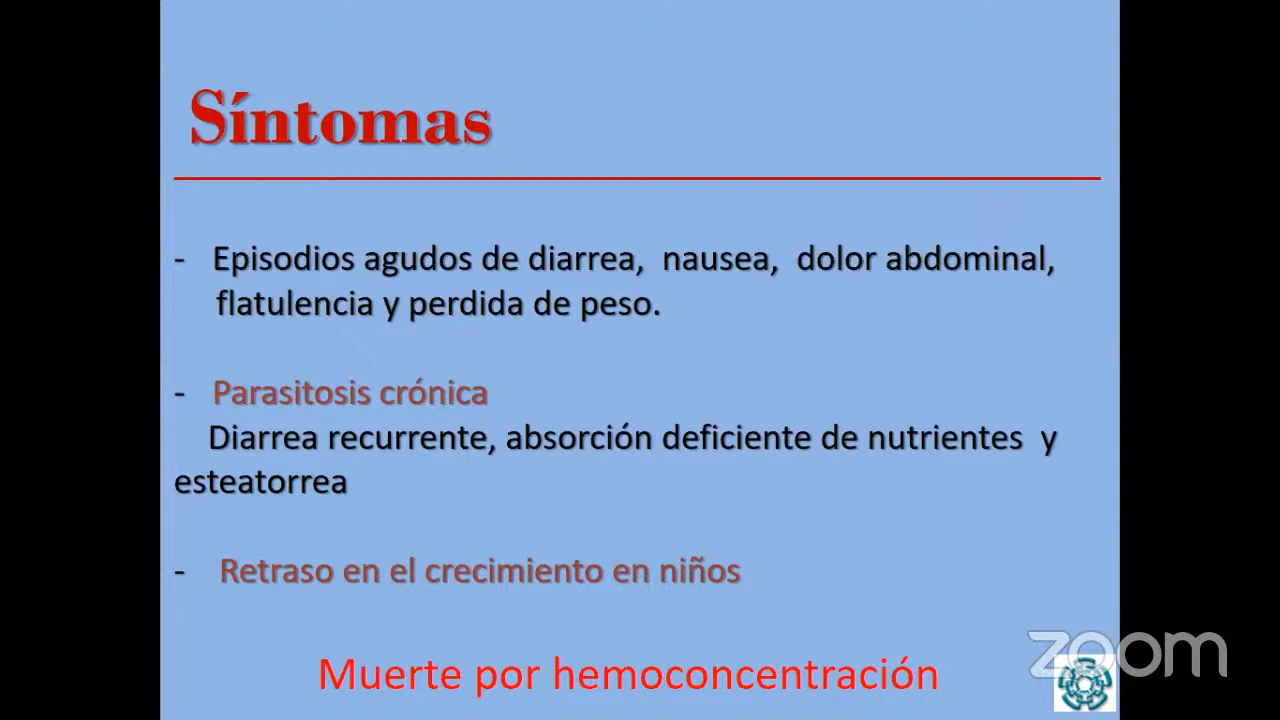 Síntomas
- Episodios agudos de diarrea, nausea, dolor abdominal,
flatulencia y perdida de peso.
- Parasitosis crónica
Diarrea recurrente, absorción deficiente de nutrientes y
esteatorrea
- Retraso en el crecimiento en niños
Muerte por hemoconcentración
zoom